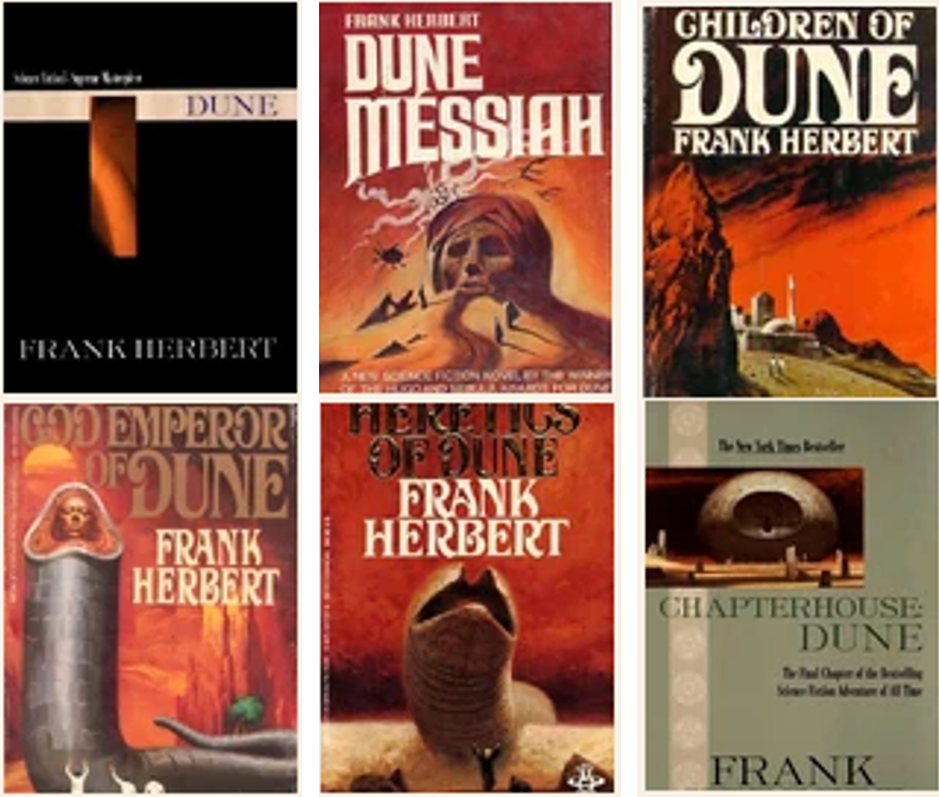 Science Fiction's Supreme Masterpiece
DUNE
FRANK HERBERT
FRANK HERBERT
DUNE
MESSIAH
A NEW SCIENCE FICTION NOVEL BY THE WINNER
OF THE HUGO AND NEBULA AWARDS FOR DUNE
CHILDREN OF
DUNE
FRANK HERBERT
GOD EMPEROR
OF DUNE
FRANK
HERBERT
HERETICS
OF DUNE
FRANK
HERBERT
The New York Times Bestseller
CHAPTERHOUSE:
DUNE
The Final Chapter of the Bestselling
Science Fiction Adventure of All Time
FRANK